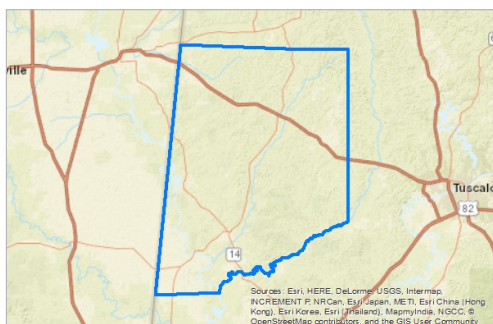 ville
Tuscalo
82
14
Sources: Esri, HERE, DeLorme, USGS, Intermap,
INCREMENT P, NRCan, Esri Japan, METI, Esri China (Hong
Kong), Esri Korea, Esri (Thailand), MapmyIndia, NGCC, ©
OpenStreetMap contributors, and the GIS User Community